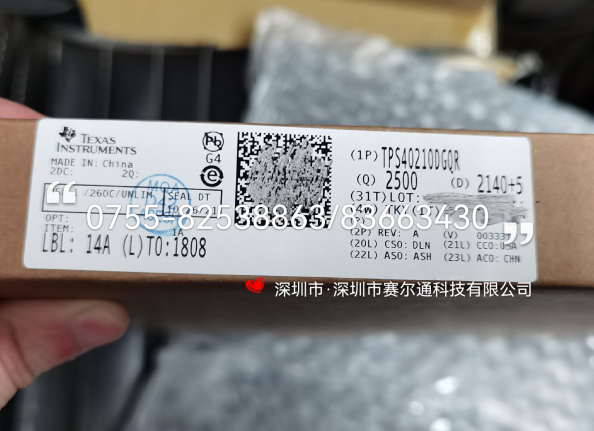 TEXAS
INSTRUMENTS
MADE IN: China
2DC: 2Q:
G4
/260C/UNLIM
SEAL DT
OPT:
ITEM:
1A
LBL: 14A (L)TO:1808
(1P) TPS40210DGQR
(Q) 2500 (D) 2140+5
(31T)LOT:
(4W)
(2P) REV: A (V) 00333
(20L) CSO: DLN (21L) CCO:USA
(22L) ASO: ASH (23L) ACO: CHN
0755-82538863/83663430
深圳市·深圳市赛尔通科技有限公司